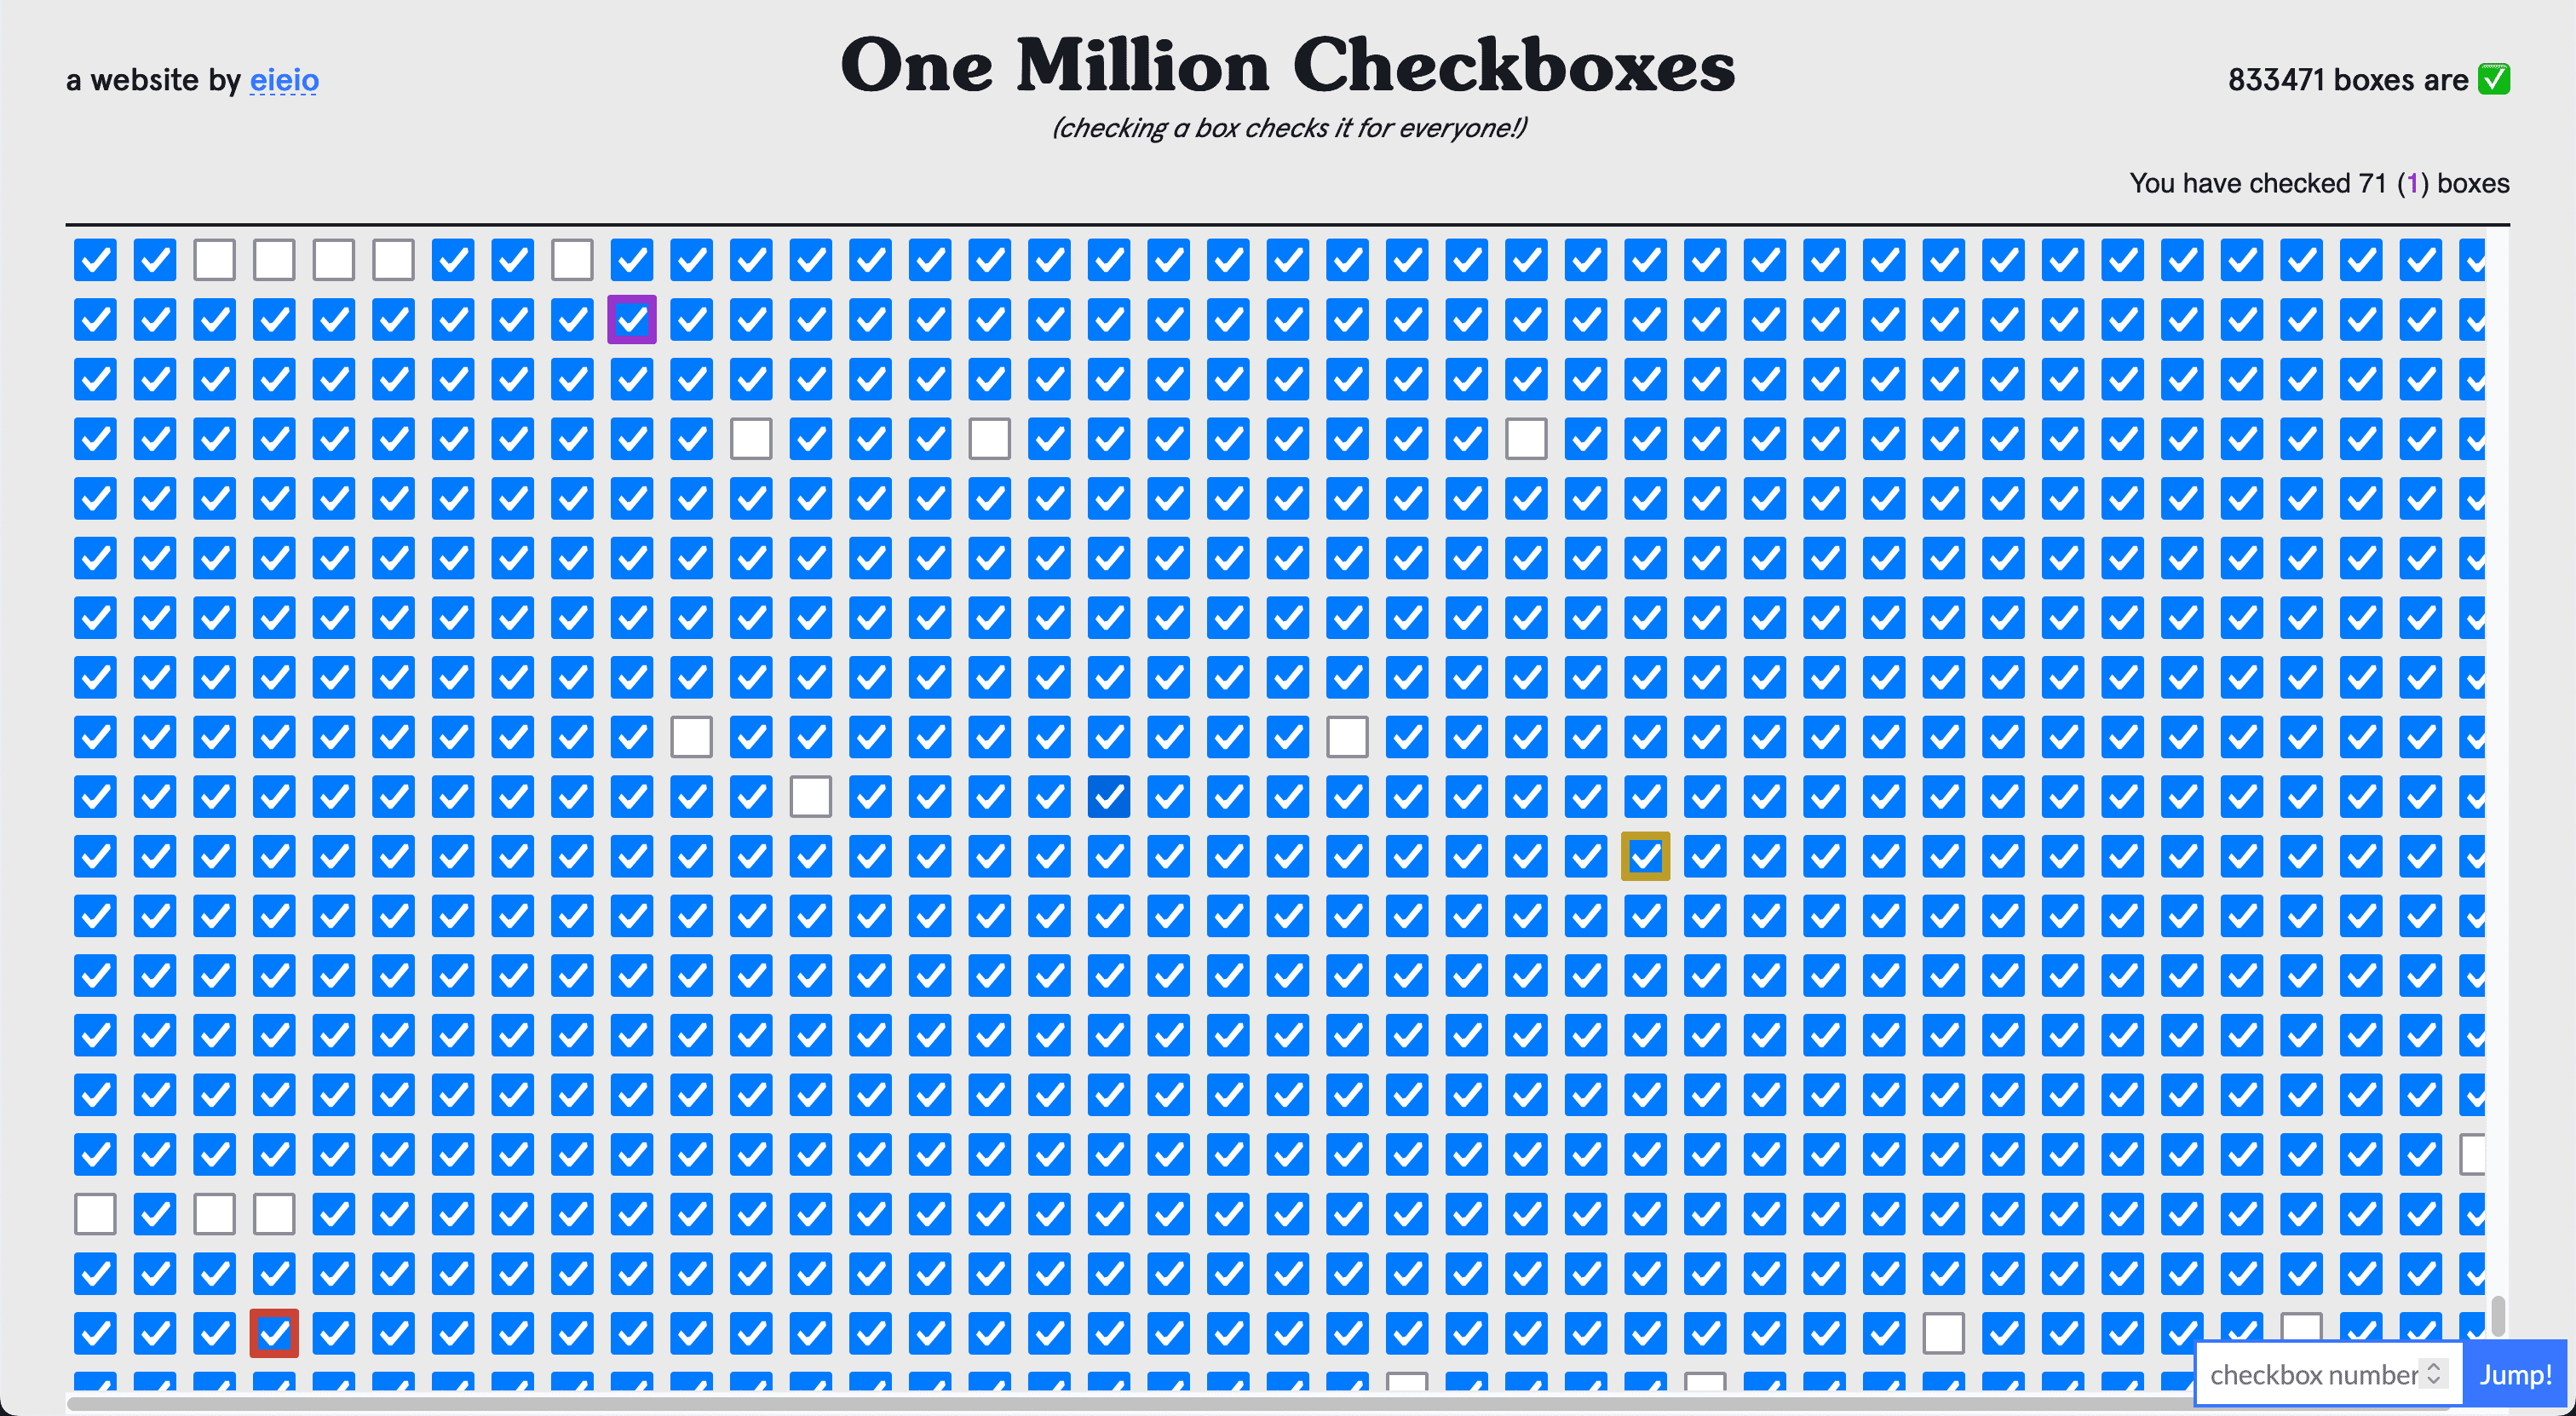 a website by eieio
One Million Checkboxes
(checking a box checks it for everyone!)
833471 boxes are ✅
You have checked 71 (1) boxes
checkbox number
Jump!